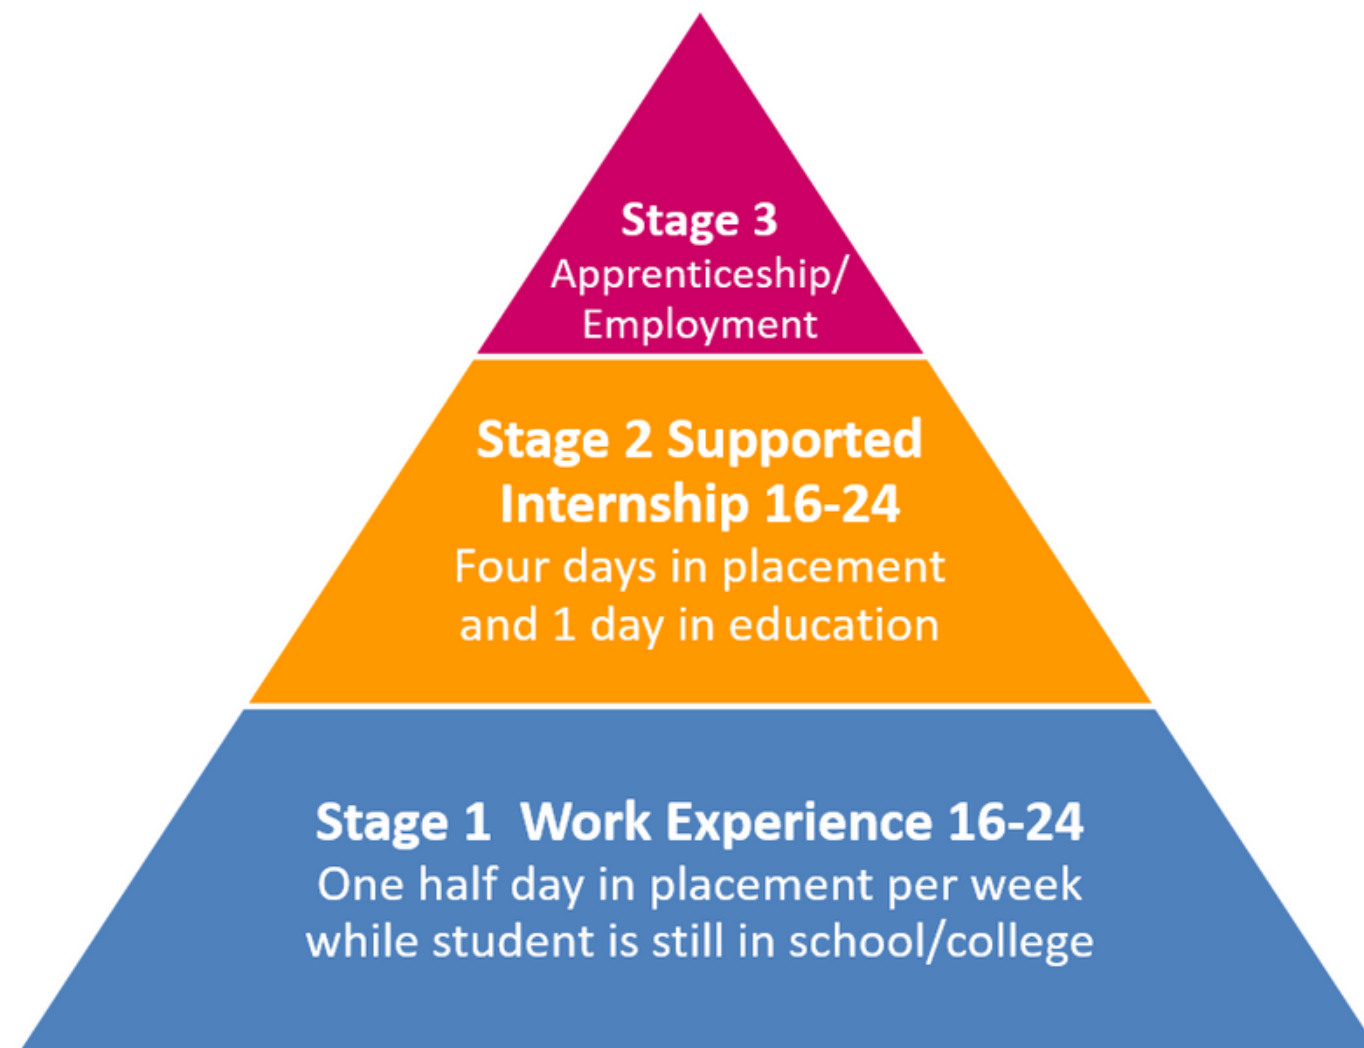 Stage 3
Apprenticeship/
Employment
Stage 2 Supported
Internship 16-24
Four days in placement
and 1 day in education
Stage 1  Work Experience 16-24
One half day in placement per week
while student is still in school/college